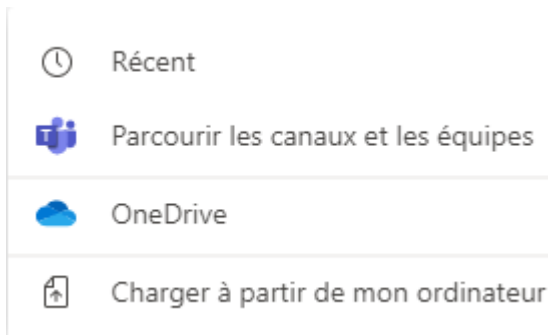 Récent
Parcourir les canaux et les équipes
OneDrive
Charger à partir de mon ordinateur